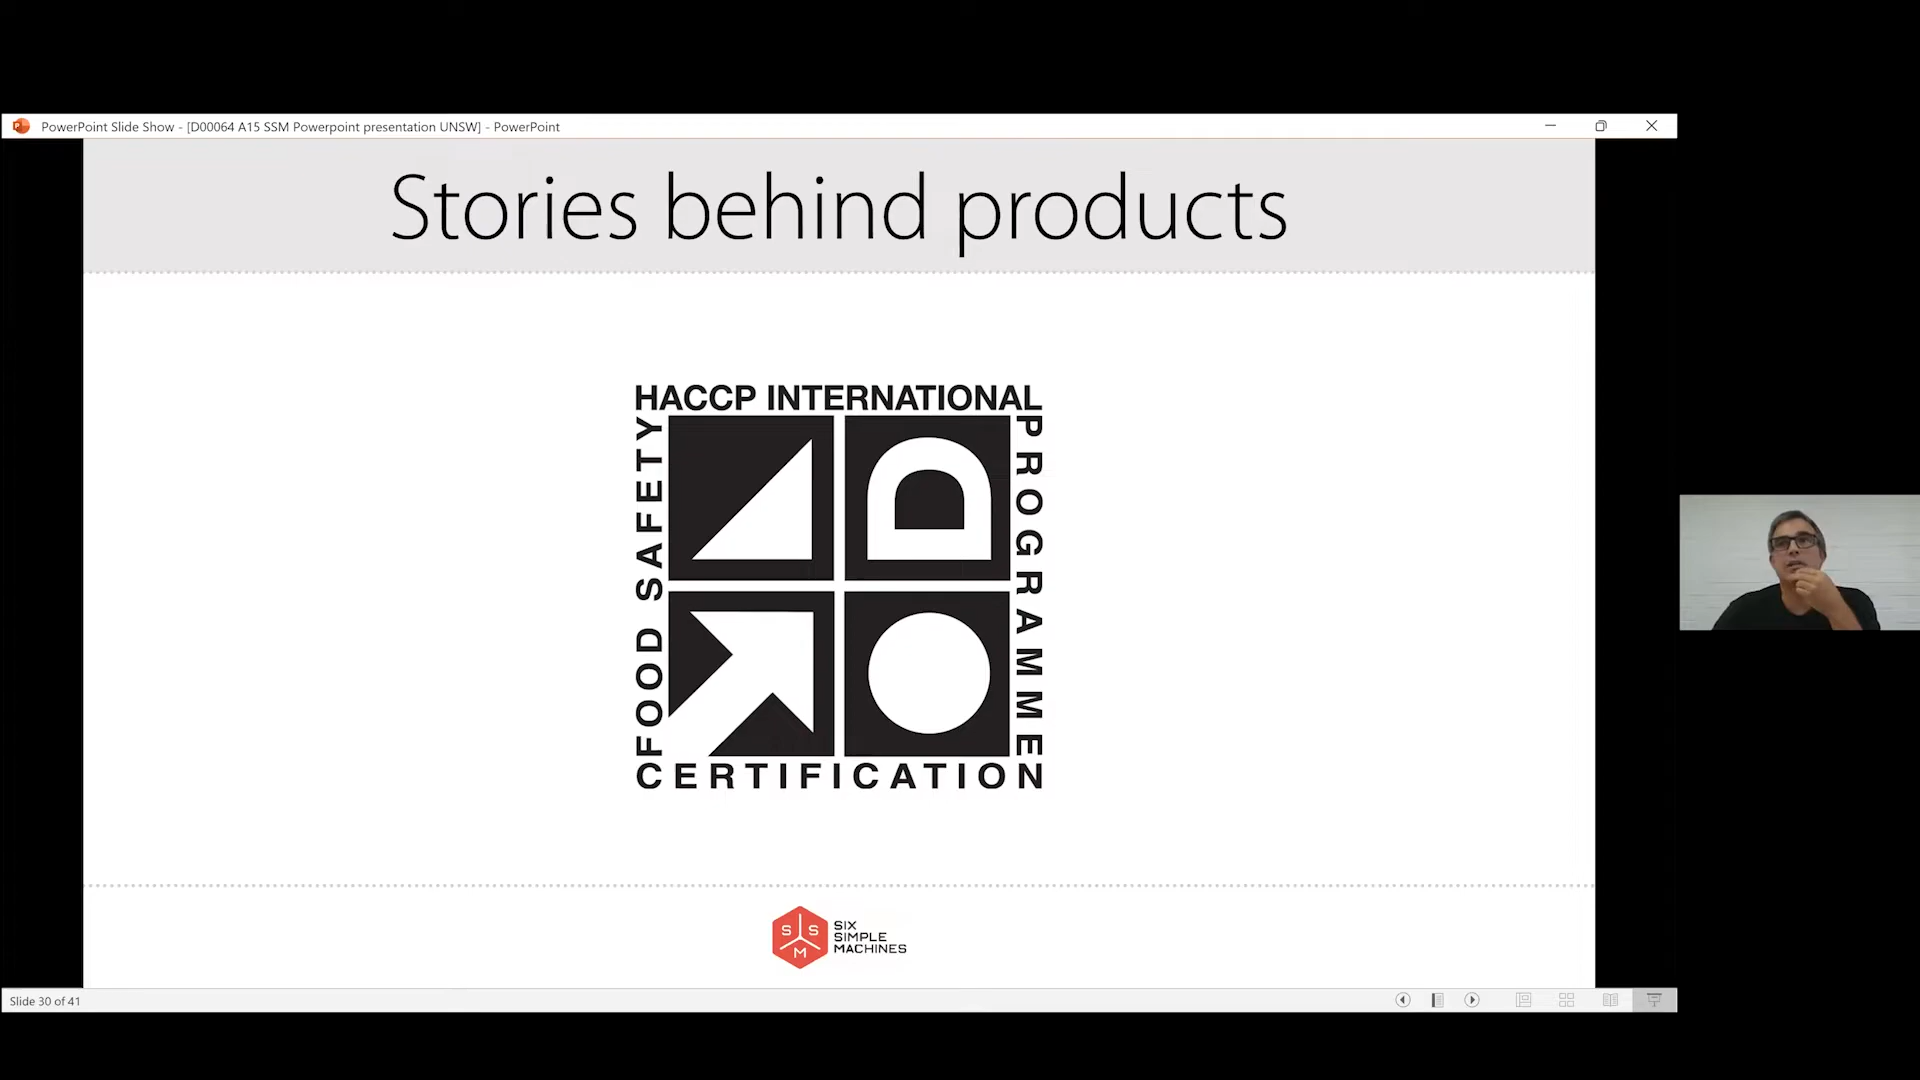 PowerPoint Slide Show - [D00064 A15 SSM Powerpoint presentation UNSW] - PowerPoint
Stories behind products
HACCP INTERNATIONAL
FOOD SAFETY
PROGRAMME
CERTIFICATION
S S
M
SIX
SIMPLE
MACHINES
Slide 30 of 41